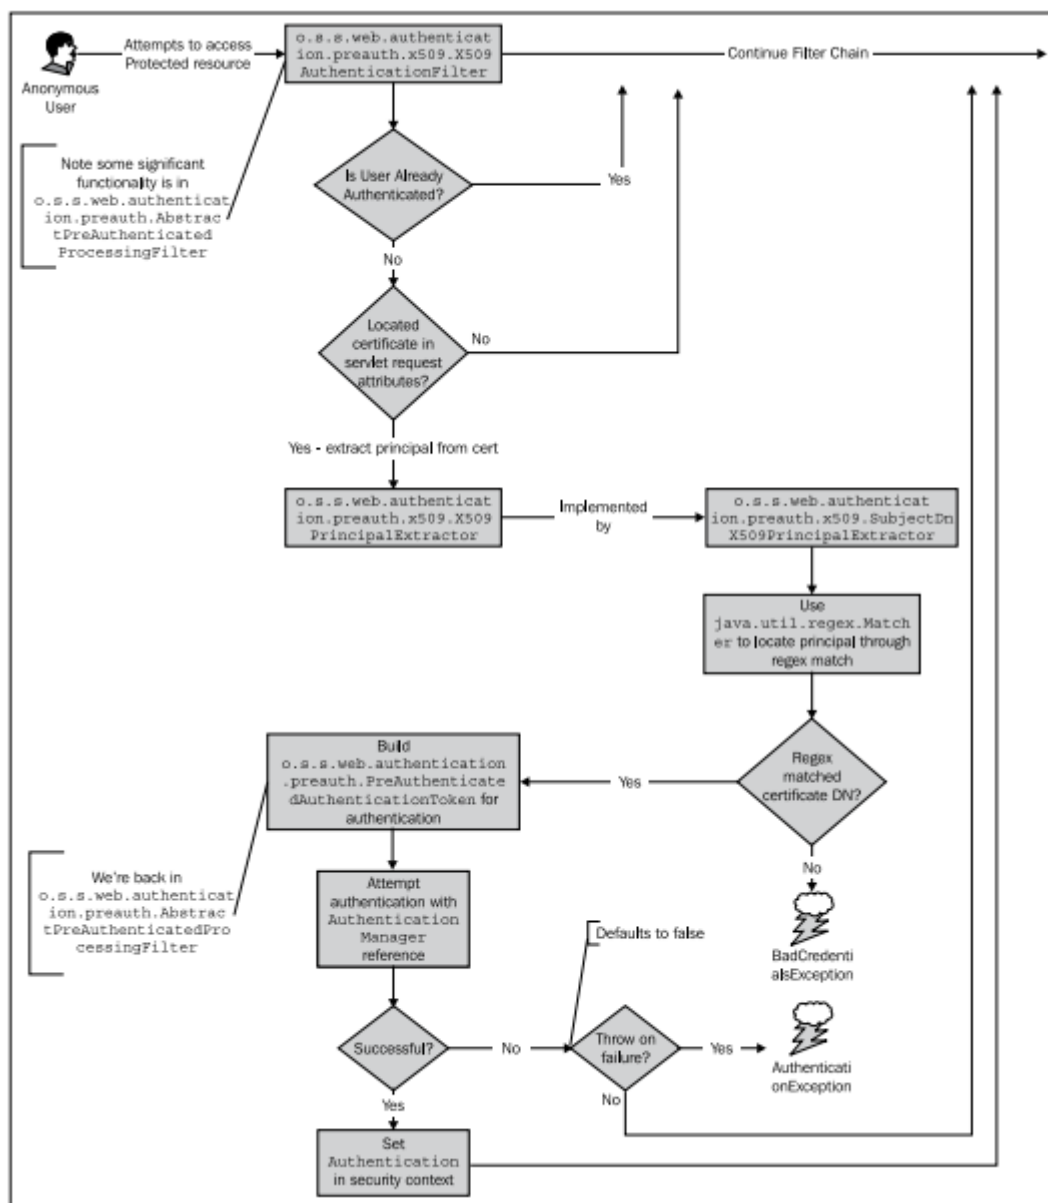 Anonymous
User
Attempts to access
Protected resource
o.s.s.web.authenticat
ion.preauth.x509.X509
AuthenticationFilter
Continue Filter Chain
Note some significant
functionality is in
o.s.s.web.authenticat
ion.preauth.Abstrac
tPreAuthenticated
ProcessingFilter
Is User Already
Authenticated?
Yes
No
Located
certificate in
servlet request
attributes?
No
Yes - extract principal from cert
o.s.s.web.authenticat
ion.preauth.x509.X509
PrincipalExtractor
Implemented
by
o.s.s.web.authenticat
ion.preauth.x509.SubjectDn
X509PrincipalExtractor
Use
java.util.regex.Match
er to locate principal through
regex match
Regex
matched
certificate DN?
Yes
Build
o.s.s.web.authentication
.preauth.PreAuthenticate
dAuthenticationToken for
authentication
No
BadCredenti
alsException
We're back in
o.s.s.web.authenticat
ion.preauth.Abstrac
tPreAuthenticatedPro
cessingFilter
Attempt
authentication with
Authentication
Manager
reference
Defaults to false
Successful?
No
Throw on
failure?
Yes
Authenticati
onException
No
Yes
Set
Authentication
in security context